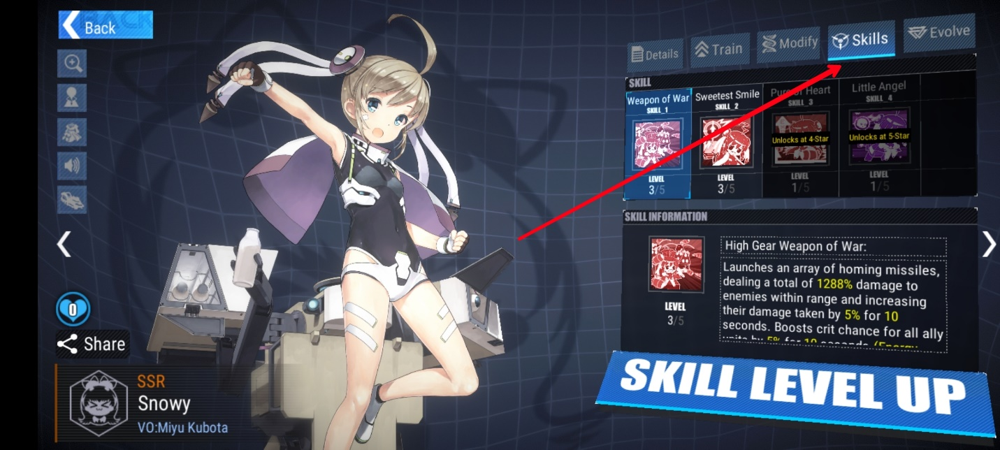 Back
Details
Train
Modify
Skills
Evolve
SKILL
Weapon of War
SKILL_1
Sweetest Smile
SKILL_2
Pure of Heart
SKILL_3
Little Angel
SKILL_4
Unlocks at 4-Star
Unlocks at 5-Star
LEVEL
3/5
LEVEL
3/5
LEVEL
1/5
LEVEL
1/5
SKILL INFORMATION
High Gear Weapon of War:
Launches an array of homing missiles,
dealing a total of 1288% damage to
enemies within range and increasing
their damage taken by 5% for 10
seconds. Boosts crit chance for all ally
units by 5% for 10 seconds (Energy
LEVEL
3/5
SKILL LEVEL UP
0
Share
SSR
Snowy
VO:Miyu Kubota